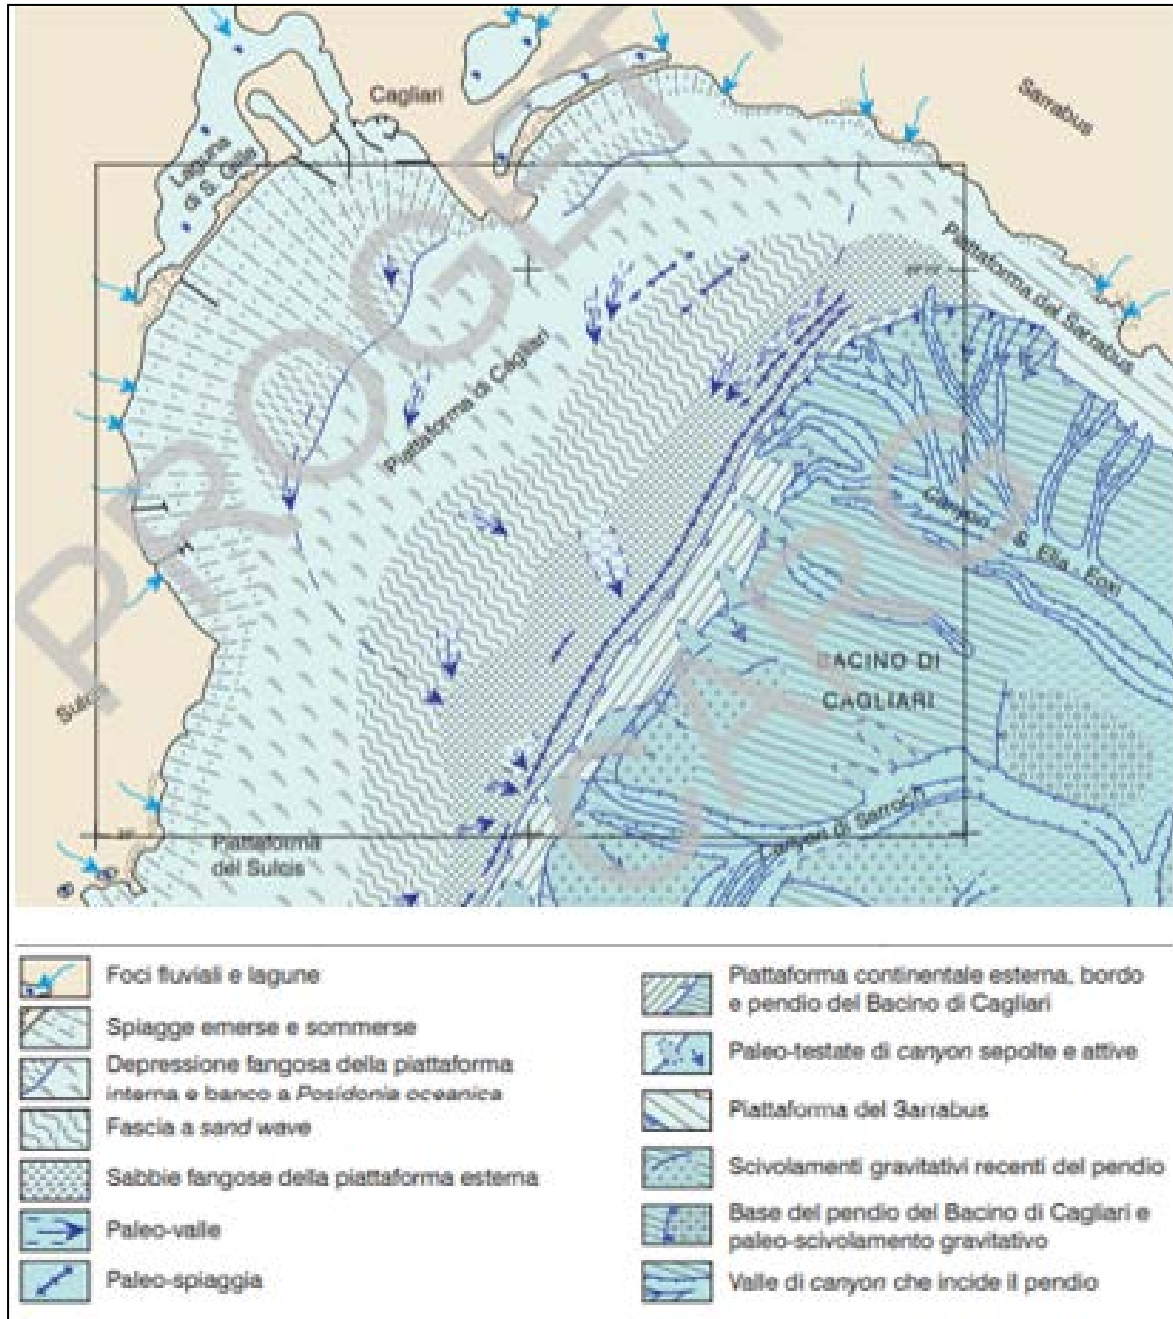 Cagliari
Sarrabus
Laguna
di S. Gilla
Piattaforma del Sarrabus
Piattaforma di Cagliari
Canyon S. Elia - Foxi
BACINO DI
CAGLIARI
Sulcis
Canyon di Sarroch
Piattaforma
del Sulcis
PROGETTO CARG
Foci fluviali e lagune
Spiagge emerse e sommerse
Depressione fangosa della piattaforma
interna e banco a Posidonia oceanica
Fascia a sand wave
Sabbie fangose della piattaforma esterna
Paleo-valle
Paleo-spiaggia
Piattaforma continentale esterna, bordo
e pendio del Bacino di Cagliari
Paleo-testate di canyon sepolte e attive
Piattaforma del Sarrabus
Scivolamenti gravitativi recenti del pendio
Base del pendio del Bacino di Cagliari e
paleo-scivolamento gravitativo
Valle di canyon che incide il pendio